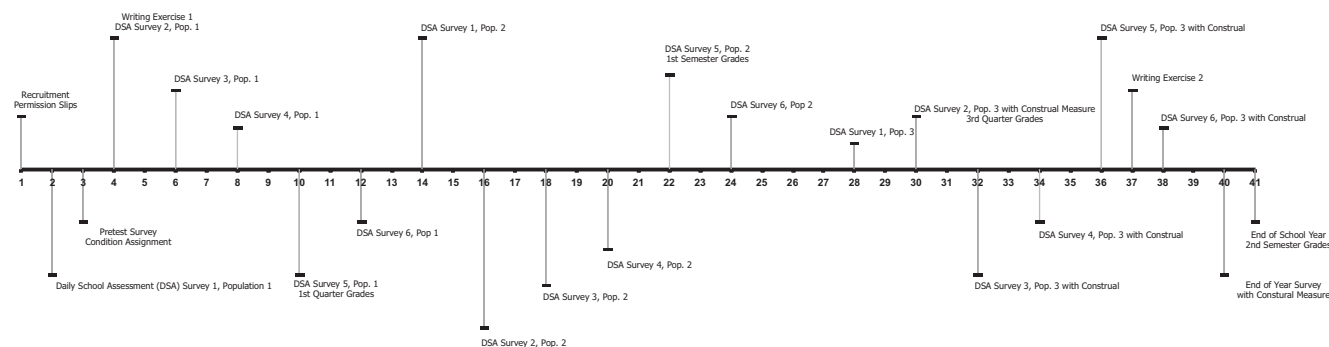 Writing Exercise 1
DSA Survey 2, Pop. 1
DSA Survey 1, Pop. 2
DSA Survey 5, Pop. 3 with Construal
DSA Survey 5, Pop. 2
1st Semester Grades
DSA Survey 3, Pop. 1
Writing Exercise 2
Recruitment
Permission Slips
DSA Survey 4, Pop. 1
DSA Survey 6, Pop 2
DSA Survey 2, Pop. 3 with Construal Measure
3rd Quarter Grades
DSA Survey 6, Pop. 3 with Construal
DSA Survey 1, Pop. 3
1 2 3 4 5 6 7 8 9 10 11 12 13 14 15 16 17 18 19 20 21 22 23 24 25 26 27 28 29 30 31 32 33 34 35 36 37 38 39 40 41
Pretest Survey
Condition Assignment
DSA Survey 6, Pop 1
DSA Survey 4, Pop. 3 with Construal
End of School Year
2nd Semester Grades
DSA Survey 4, Pop. 2
Daily School Assessment (DSA) Survey 1, Population 1
DSA Survey 5, Pop. 1
1st Quarter Grades
DSA Survey 3, Pop. 2
DSA Survey 3, Pop. 3 with Construal
End of Year Survey
with Constural Measure
DSA Survey 2, Pop. 2